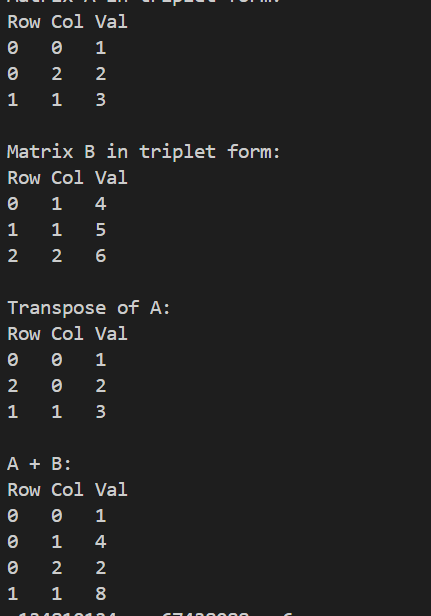 Matrix A in triplet form:
Row Col Val
0 0 1
0 2 2
1 1 3
Matrix B in triplet form:
Row Col Val
0 1 4
1 1 5
2 2 6
Transpose of A:
Row Col Val
0 0 1
2 0 2
1 1 3
A + B:
Row Col Val
0 0 1
0 1 4
0 2 2
1 1 8